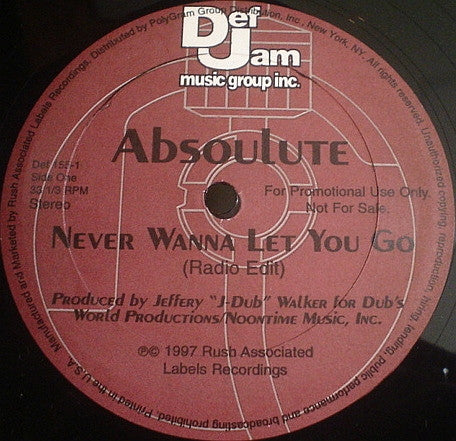 Def
Jam
music group inc.
Absoulute
Def 155-1
Side One
33 1/3 RPM
Stereo
For Promotional Use Only.
Not For Sale.
Never Wanna Let You Go
(Radio Edit)
Produced by Jeffery "J-Dub" Walker for Dub's
World Productions/Noontime Music, Inc.
℗© 1997 Rush Associated
Labels Recordings
Manufactured and Marketed by Rush Associated Labels Recordings. Distributed by PolyGram Group Distribution, Inc., New York, NY. All rights reserved. Unauthorized copying, reproduction, hiring, lending, public performance and broadcasting prohibited. Printed in the U.S.A.